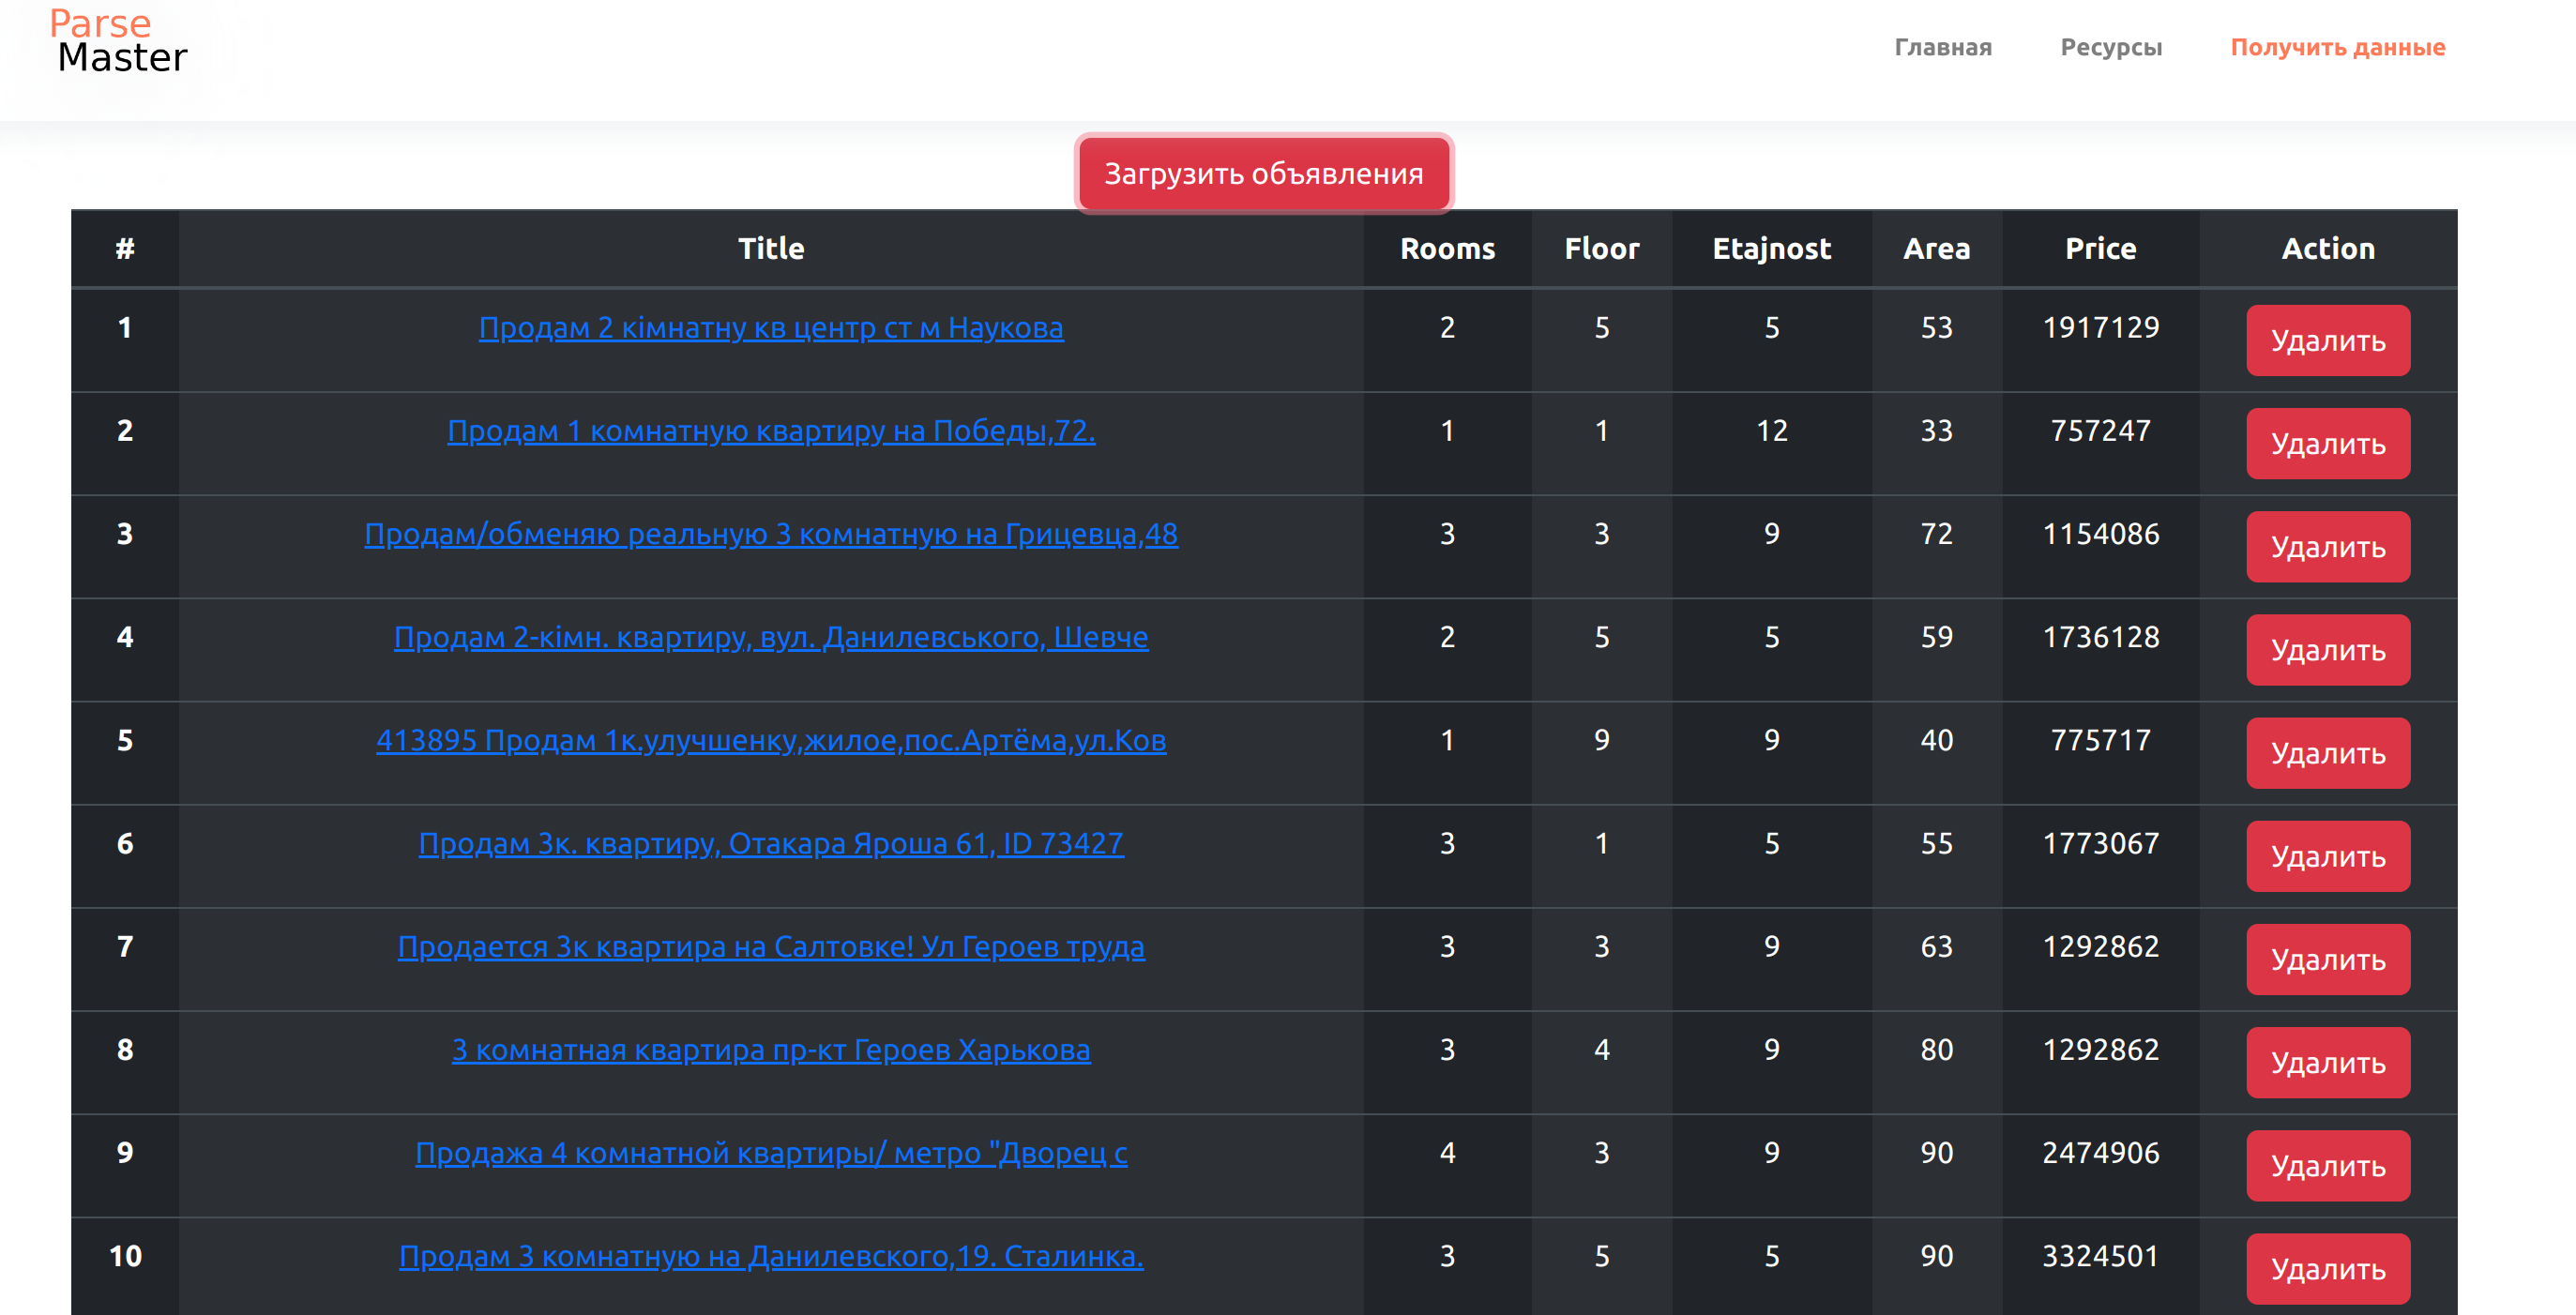 Parse
Master
Главная Ресурсы Получить данные
Загрузить объявления
# Title Rooms Floor Etajnost Area Price Action
1 Продам 2 кімнатну кв центр ст м Наукова 2 5 5 53 1917129 Удалить
2 Продам 1 комнатную квартиру на Победы,72. 1 1 12 33 757247 Удалить
3 Продам/обменяю реальную 3 комнатную на Грицевца,48 3 3 9 72 1154086 Удалить
4 Продам 2-кімн. квартиру, вул. Данилевського, Шевче 2 5 5 59 1736128 Удалить
5 413895 Продам 1к.улучшенку,жилое,пос.Артёма,ул.Ков 1 9 9 40 775717 Удалить
6 Продам 3к. квартиру, Отакара Яроша 61, ID 73427 3 1 5 55 1773067 Удалить
7 Продается 3к квартира на Салтовке! Ул Героев труда 3 3 9 63 1292862 Удалить
8 3 комнатная квартира пр-кт Героев Харькова 3 4 9 80 1292862 Удалить
9 Продажа 4 комнатной квартиры/ метро "Дворец с 4 3 9 90 2474906 Удалить
10 Продам 3 комнатную на Данилевского,19. Сталинка. 3 5 5 90 3324501 Удалить